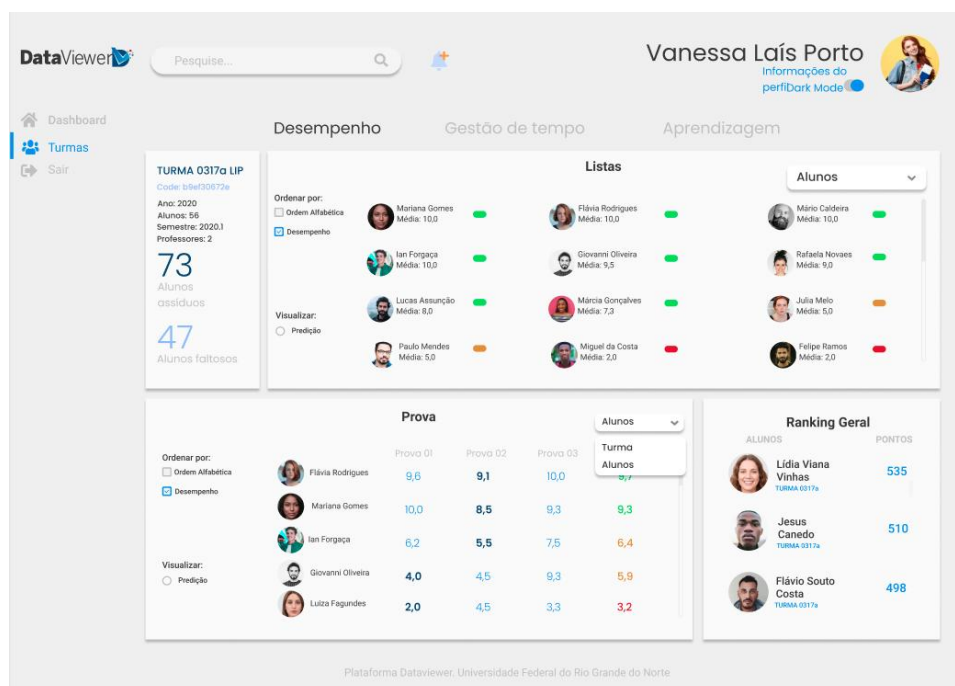 DataViewer
Pesquise...
Vanessa Laís Porto
Informações do
perfil
Dark Mode
Dashboard
Turmas
Sair
Desempenho
Gestão de tempo
Aprendizagem
TURMA 0317a LIP
Code: b9ef30672a
Ano: 2020
Alunos: 56
Semestre: 2020.1
Professores: 2
73
Alunos
assíduos
47
Alunos faltosos
Listas
Alunos
Ordenar por:
Ordem Alfabética
Desempenho
Visualizar:
Predição
Mariana Gomes
Média: 10,0
Flávia Rodrigues
Média: 10,0
Mário Caldeira
Média: 10,0
Ian Forgaça
Média: 10,0
Giovanni Oliveira
Média: 9,5
Rafaela Novaes
Média: 9,0
Lucas Assunção
Média: 8,0
Márcia Gonçalves
Média: 7,3
Julia Melo
Média: 5,0
Paulo Mendes
Média: 5,0
Miguel da Costa
Média: 2,0
Felipe Ramos
Média: 2,0
Prova
Alunos
Turma
Alunos
Ordenar por:
Ordem Alfabética
Desempenho
Visualizar:
Predição
Prova 01 Prova 02 Prova 03
Flávia Rodrigues 9,6 9,1 10,0 9,7
Mariana Gomes 10,0 8,5 9,3 9,3
Ian Forgaça 6,2 5,5 7,5 6,4
Giovanni Oliveira 4,0 4,5 9,3 5,9
Luiza Fagundes 2,0 4,5 3,3 3,2
Ranking Geral
ALUNOS PONTOS
Lídia Viana
Vinhas
TURMA 0317a
535
Jesus
Canedo
TURMA 0317a
510
Flávio Souto
Costa
TURMA 0317a
498
Plataforma Dataviewer. Universidade Federal do Rio Grande do Norte